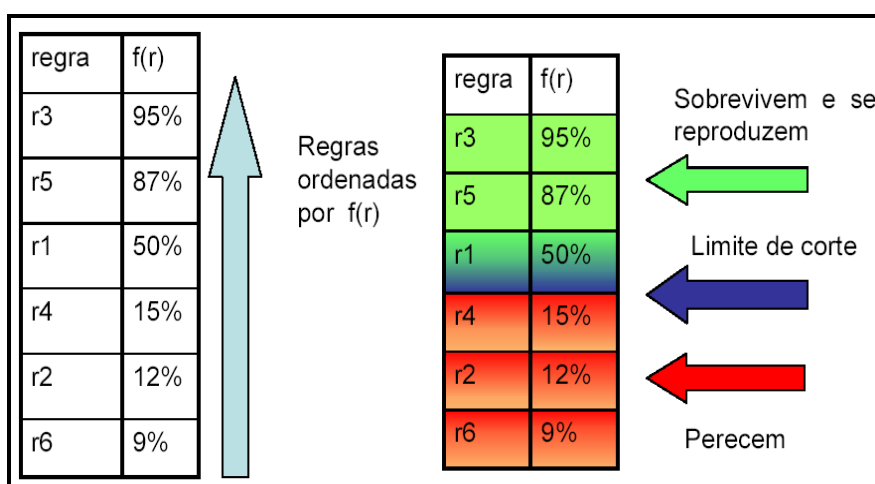 regra f(r)
r3 95%
r5 87%
r1 50%
r4 15%
r2 12%
r6 9%
Regras
ordenadas
por f(r)
regra f(r)
r3 95%
r5 87%
r1 50%
r4 15%
r2 12%
r6 9%
Sobrevivem e se
reproduzem
Limite de corte
Perecem